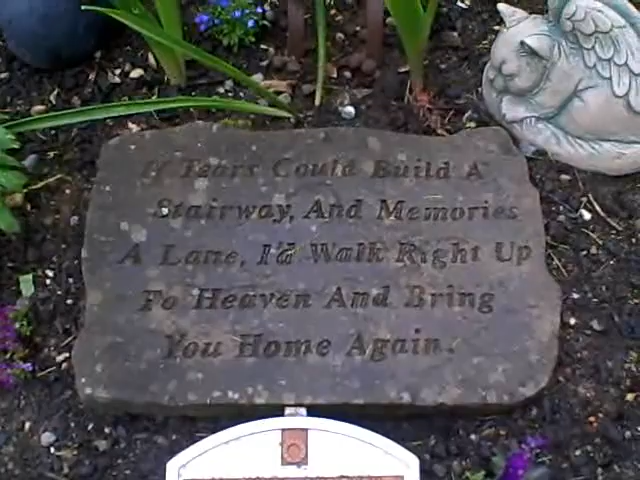 If Tears Could Build A
Stairway, And Memories
A Lane, I'd Walk Right Up
To Heaven And Bring
You Home Again.